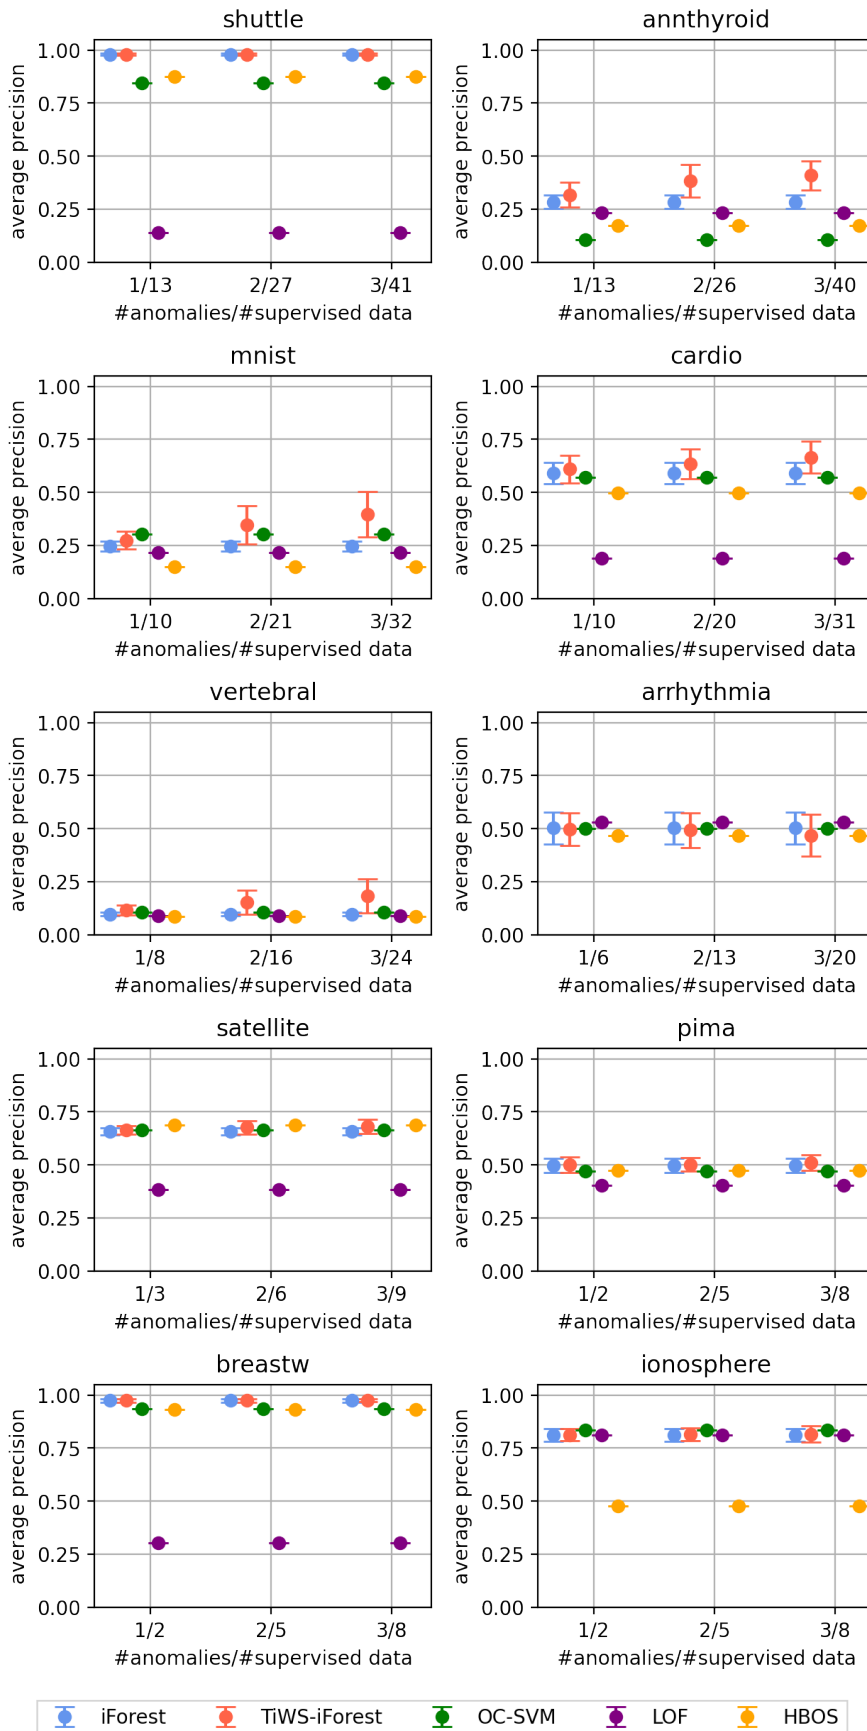 shuttle
1.00
0.75
0.50
0.25
0.00
average precision
1/13 2/27 3/41
#anomalies/#supervised data
annthyroid
1.00
0.75
0.50
0.25
0.00
average precision
1/13 2/26 3/40
#anomalies/#supervised data
mnist
1.00
0.75
0.50
0.25
0.00
average precision
1/10 2/21 3/32
#anomalies/#supervised data
cardio
1.00
0.75
0.50
0.25
0.00
average precision
1/10 2/20 3/31
#anomalies/#supervised data
vertebral
1.00
0.75
0.50
0.25
0.00
average precision
1/8 2/16 3/24
#anomalies/#supervised data
arrhythmia
1.00
0.75
0.50
0.25
0.00
average precision
1/6 2/13 3/20
#anomalies/#supervised data
satellite
1.00
0.75
0.50
0.25
0.00
average precision
1/3 2/6 3/9
#anomalies/#supervised data
pima
1.00
0.75
0.50
0.25
0.00
average precision
1/2 2/5 3/8
#anomalies/#supervised data
breastw
1.00
0.75
0.50
0.25
0.00
average precision
1/2 2/5 3/8
#anomalies/#supervised data
ionosphere
1.00
0.75
0.50
0.25
0.00
average precision
1/2 2/5 3/8
#anomalies/#supervised data
iForest TiWS-iForest OC-SVM LOF HBOS